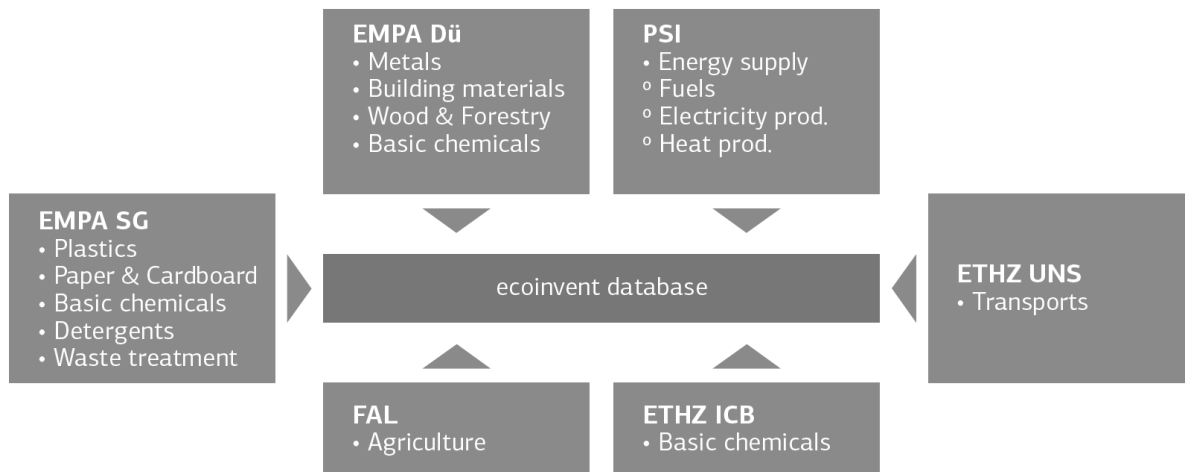 EMPA Dü
• Metals
• Building materials
• Wood & Forestry
• Basic chemicals
PSI
• Energy supply
º Fuels
º Electricity prod.
º Heat prod.
EMPA SG
• Plastics
• Paper & Cardboard
• Basic chemicals
• Detergents
• Waste treatment
ecoinvent database
ETHZ UNS
• Transports
FAL
• Agriculture
ETHZ ICB
• Basic chemicals